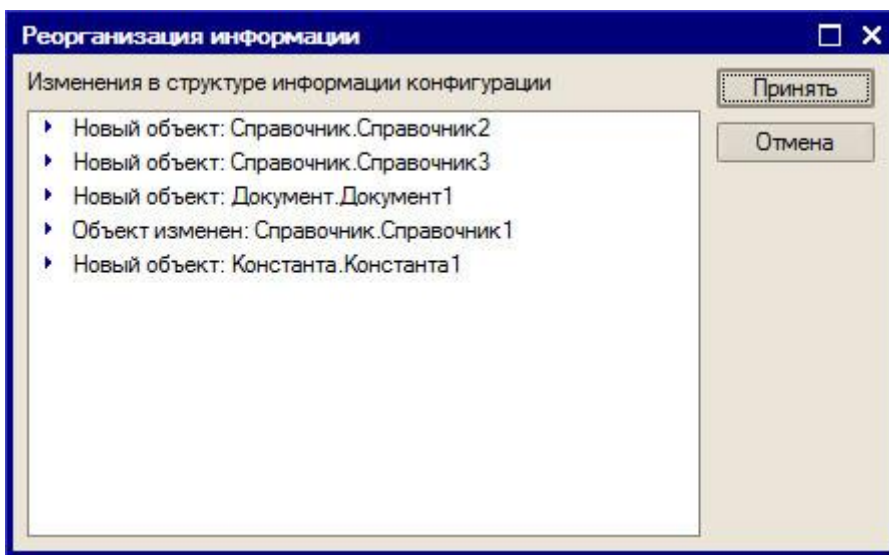 Реорганизация информации
Изменения в структуре информации конфигурации
Принять
Отмена
Новый объект: Справочник.Справочник2
Новый объект: Справочник.Справочник3
Новый объект: Документ.Документ1
Объект изменен: Справочник.Справочник1
Новый объект: Константа.Константа1